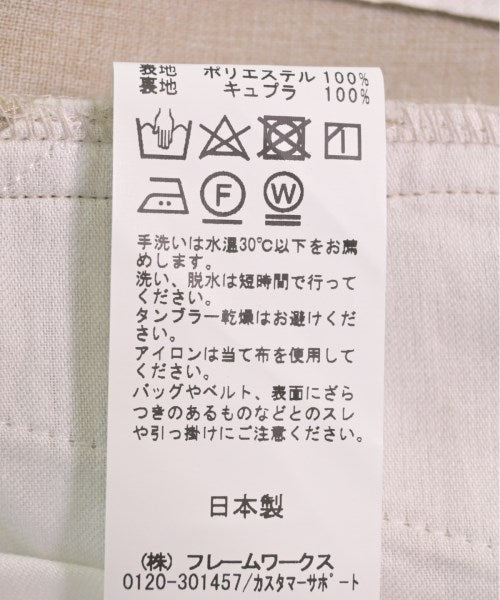 表地 ポリエステル 100%
裏地 キュプラ 100%
F W
手洗いは水温30℃以下をお薦
めします。
洗い、脱水は短時間で行って
ください。
タンブラー乾燥はお避けくだ
さい。
アイロンは当て布を使用して
ください。
バッグやベルト、表面にざら
つきのあるものなどとのスレ
や引っ掛けにご注意ください。
日本製
(株) フレームワークス
0120-301457/カスタマーサポート